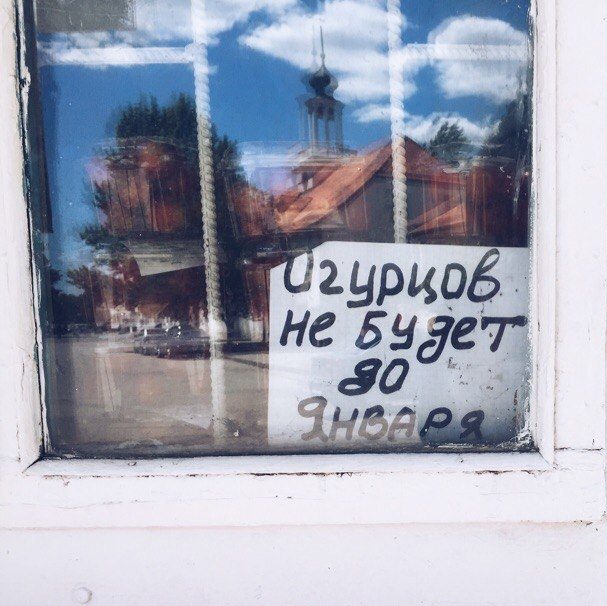 Огурцов
не будет
до
Января